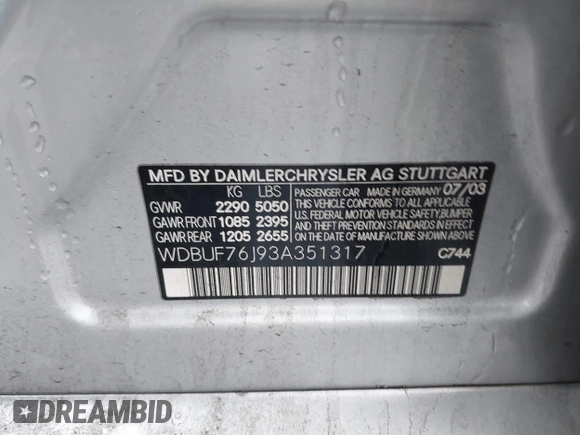 MFD BY DAIMLERCHRYSLER AG STUTTGART
KG LBS
GVWR 2290 5050
GAWR FRONT 1085 2395
GAWR REAR 1205 2655
PASSENGER CAR MADE IN GERMANY 07/03
THIS VEHICLE CONFORMS TO ALL APPLICABLE
U.S. FEDERAL MOTOR VEHICLE SAFETY, BUMPER
AND THEFT PREVENTION STANDARDS IN
EFFECT ON THE DATE OF MANUFACTURE
SHOWN ABOVE.
WDBUF76J93A351317
C744
DREAMBID